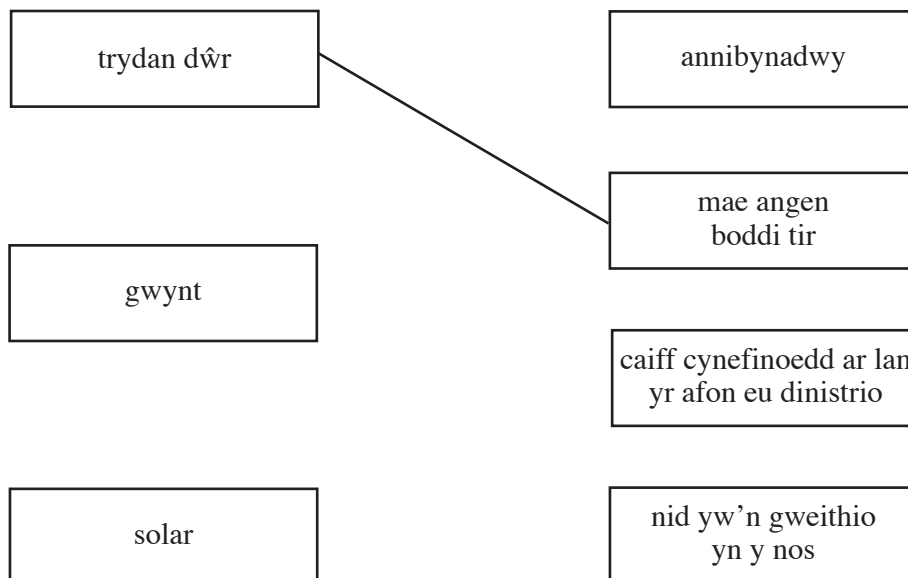 trydan dŵr
annibynadwy
mae angen
boddi tir
gwynt
caiff cynefinoedd ar lan
yr afon eu dinistrio
solar
nid yw’n gweithio
yn y nos